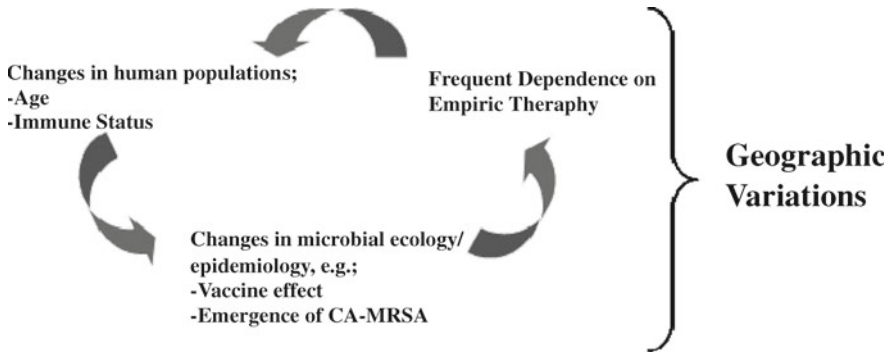 Changes in human populations;
-Age
-Immune Status
Frequent Dependence on
Empiric Theraphy
Changes in microbial ecology/
epidemiology, e.g.;
-Vaccine effect
-Emergence of CA-MRSA
Geographic
Variations